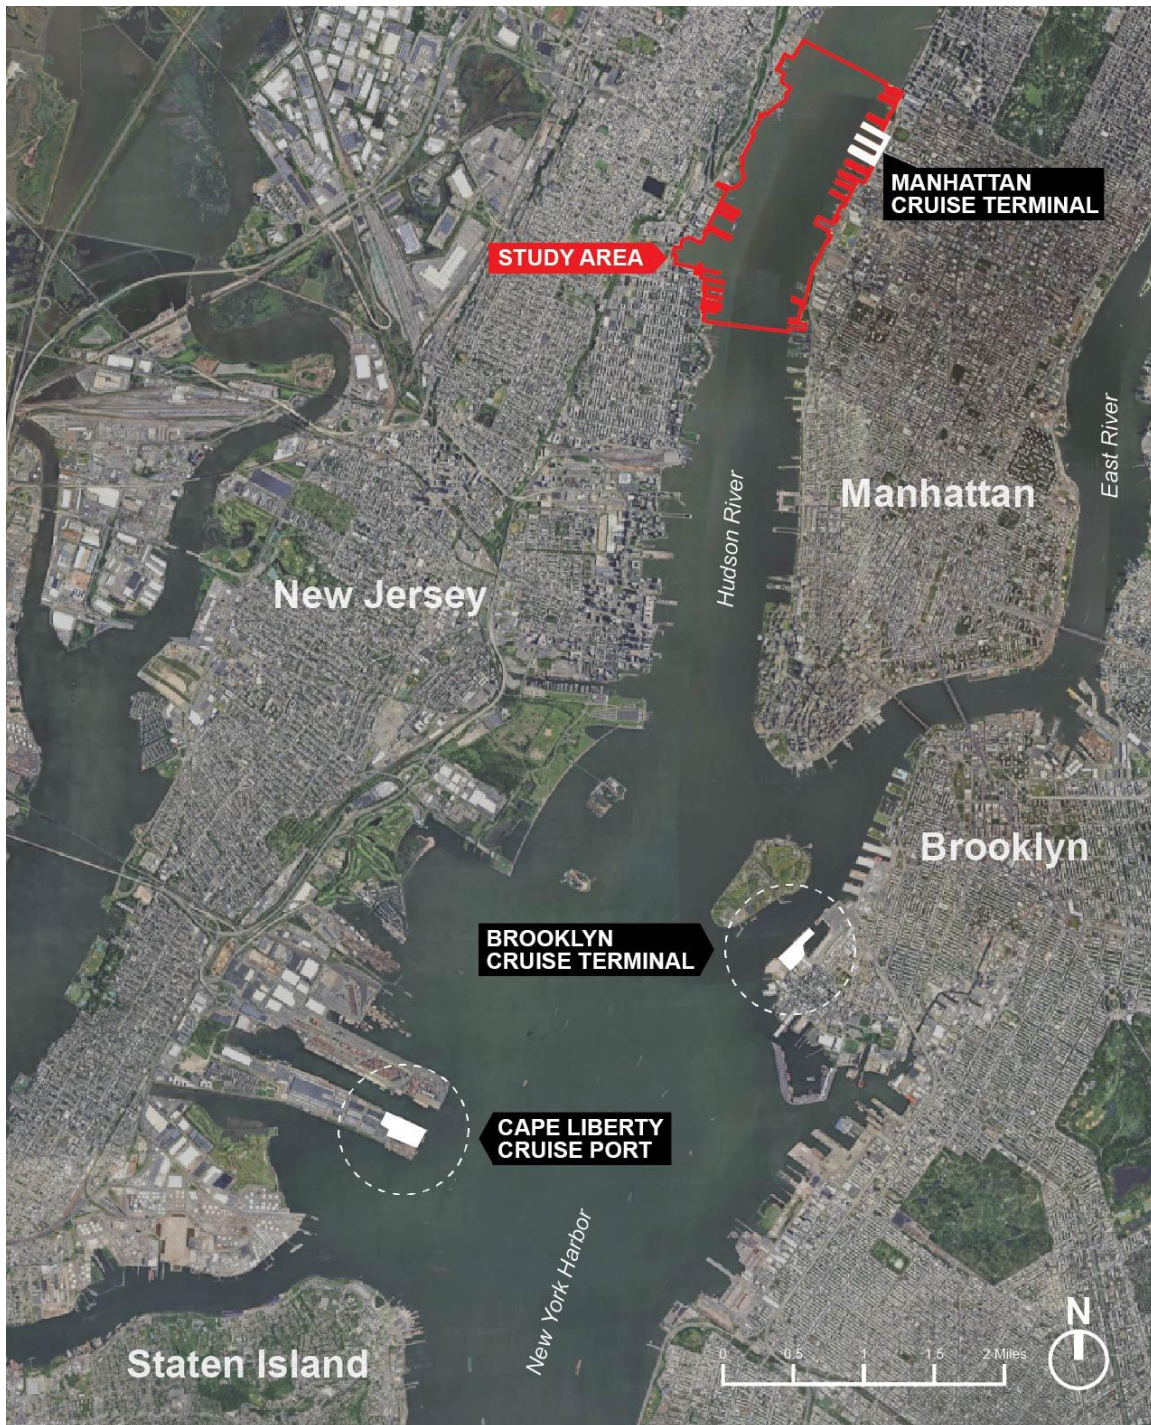 MANHATTAN
CRUISE TERMINAL
STUDY AREA
East River
Hudson River
Manhattan
New Jersey
Brooklyn
BROOKLYN
CRUISE TERMINAL
CAPE LIBERTY
CRUISE PORT
New York Harbor
N
0 0.5 1 1.5 2 Miles
Staten Island